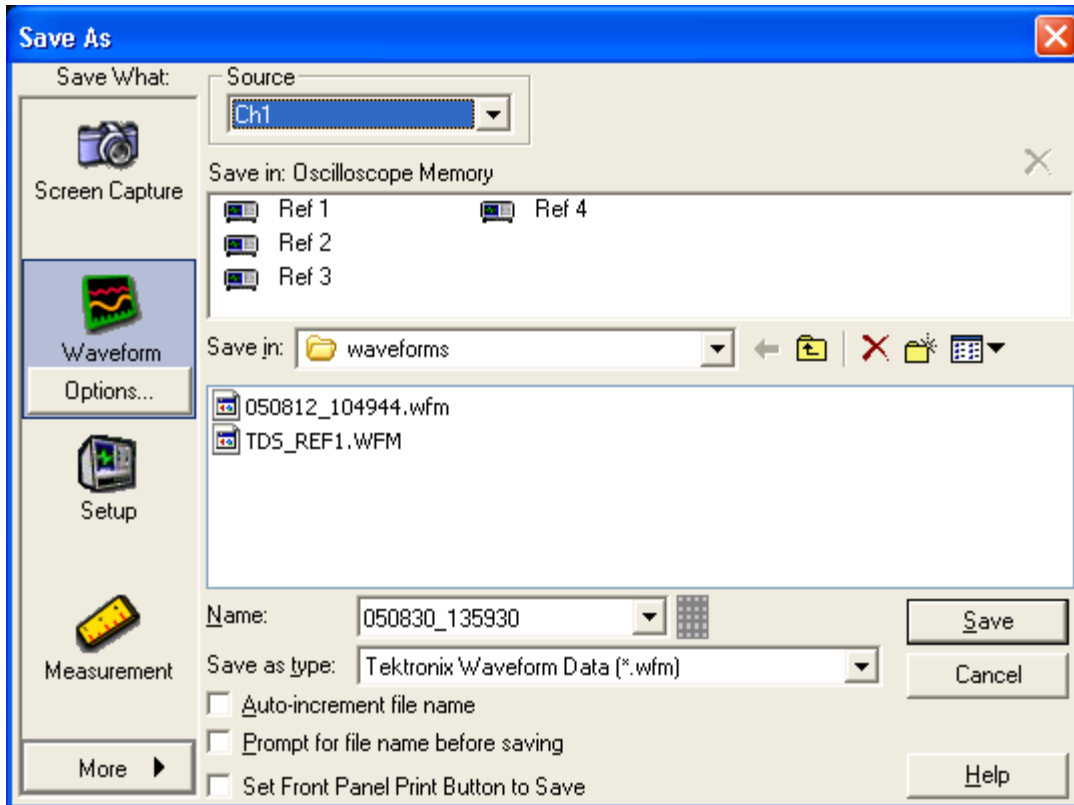 Save As
Save What:
Screen Capture
Waveform
Options...
Setup
Measurement
More
Source
Ch1
Save in: Oscilloscope Memory
Ref 1
Ref 2
Ref 3
Ref 4
Save in:
waveforms
050812_104944.wfm
TDS_REF1.WFM
Name:
050830_135930
Save as type:
Tektronix Waveform Data (*.wfm)
Auto-increment file name
Prompt for file name before saving
Set Front Panel Print Button to Save
Save
Cancel
Help